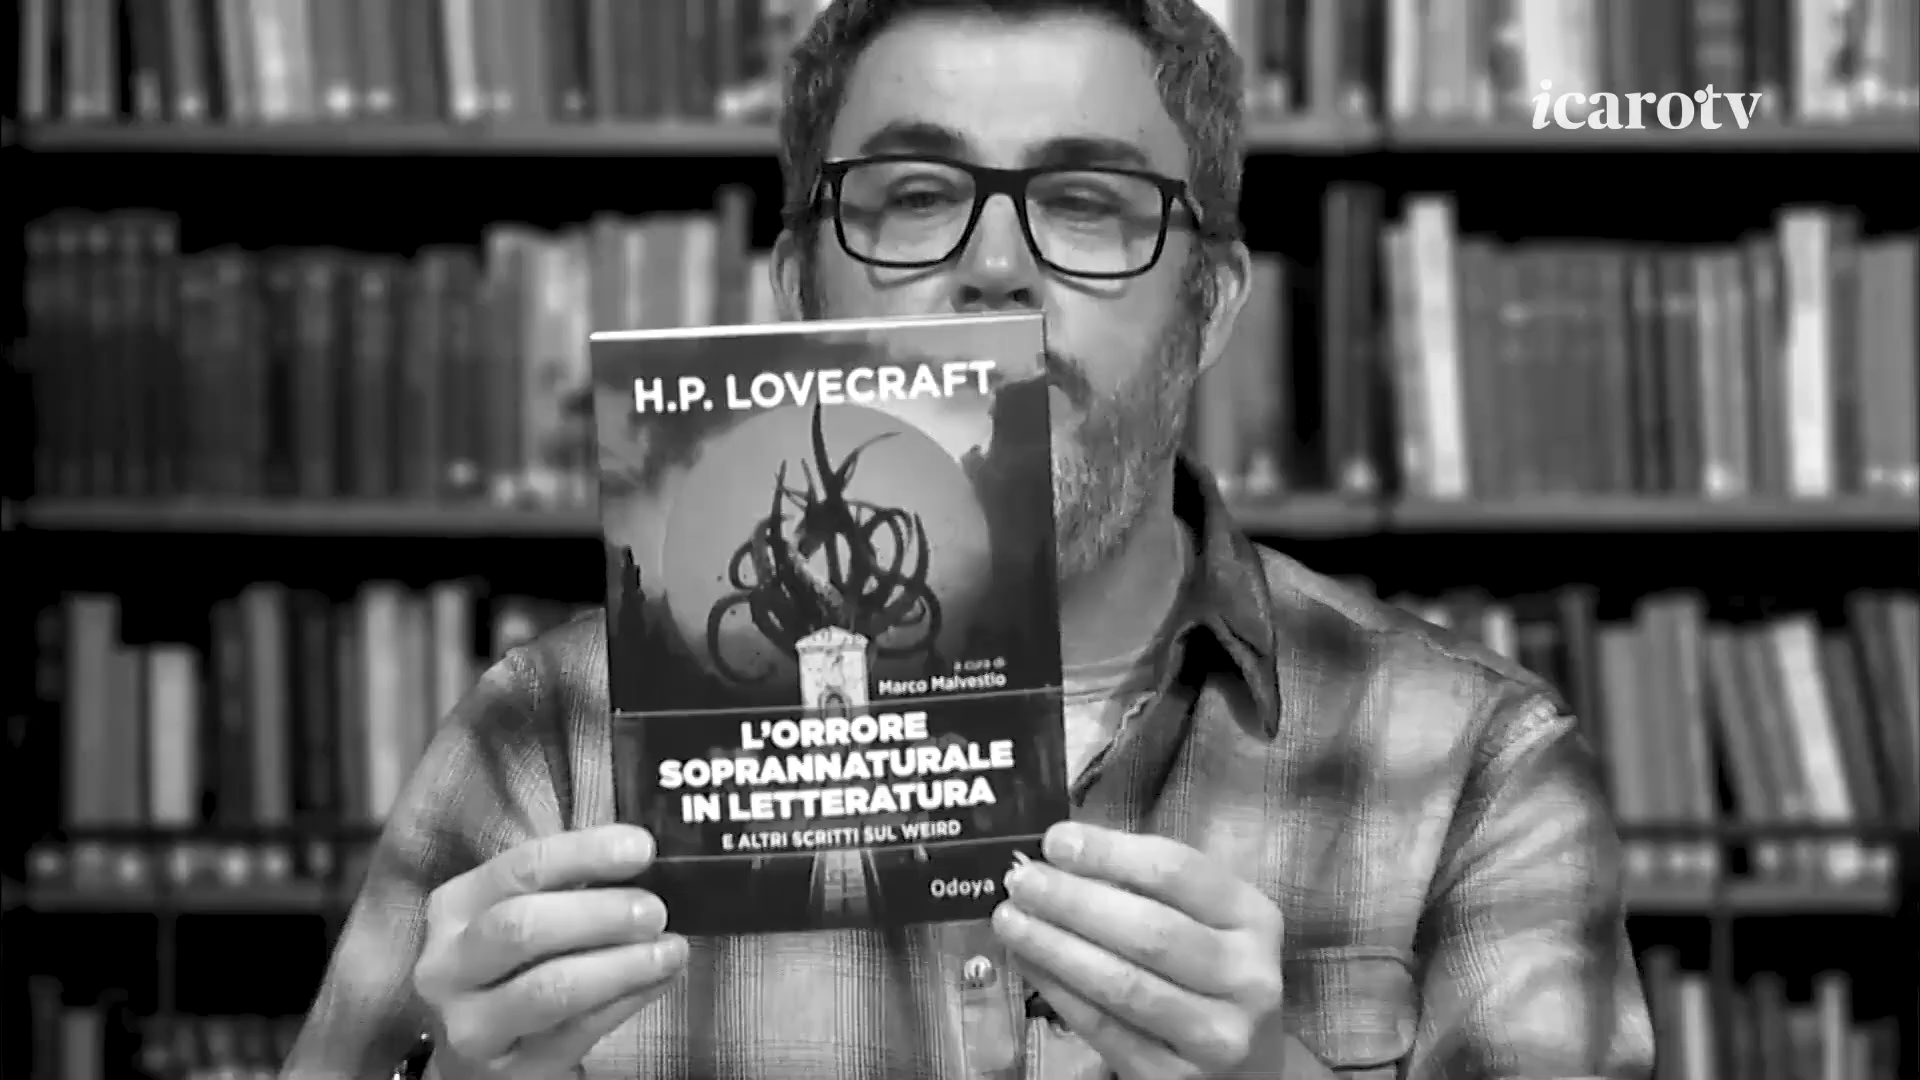 icarotv
H.P. LOVECRAFT
a cura di
Marco Malvestio
L'ORRORE
SOPRANNATURALE
IN LETTERATURA
E ALTRI SCRITTI SUL WEIRD
Odoya